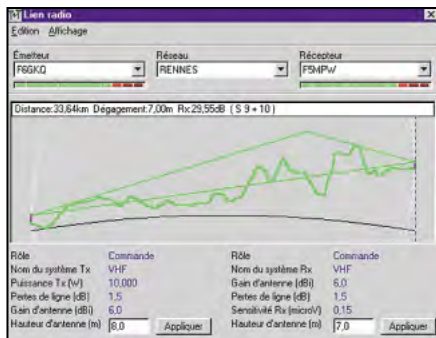 Lien radio
Edition Affichage
Émetteur Réseau Récepteur
F6GKQ RENNES F5MPW
Distance:33,64km Dégagement:7,00m Rx:29,55dB ( S 9 + 10 )
Rôle Commande Rôle Commande
Nom du système Tx VHF Nom du système Rx VHF
Puissance Tx (W) 10,000 Gain d'antenne (dBi) 6,0
Pertes de ligne (dB) 1,5 Pertes de ligne (dB) 1,5
Gain d'antenne (dBi) 6,0 Sensitivité Rx (microV) 0,15
Hauteur d'antenne (m) 8,0 Appliquer Hauteur d'antenne (m) 7,0 Appliquer